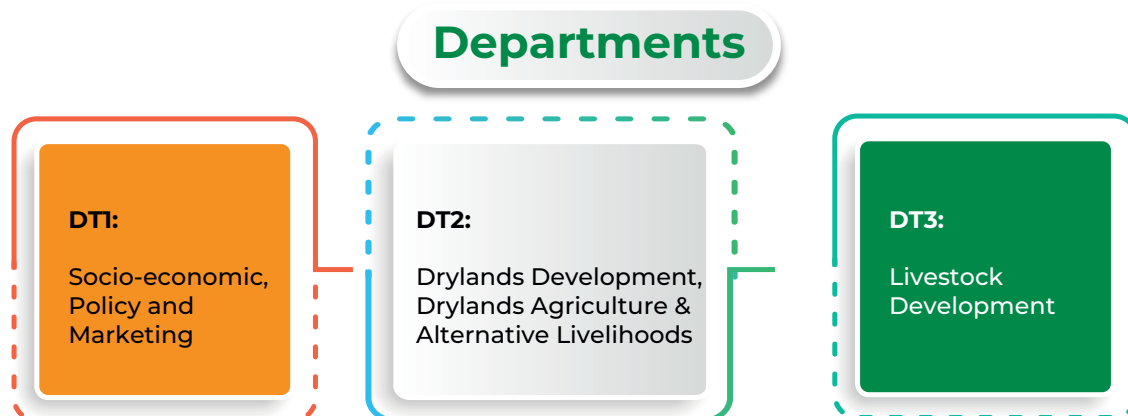 Departments
DT1:
Socio-economic,
Policy and
Marketing
DT2:
Drylands Development,
Drylands Agriculture &
Alternative Livelihoods
DT3:
Livestock
Development